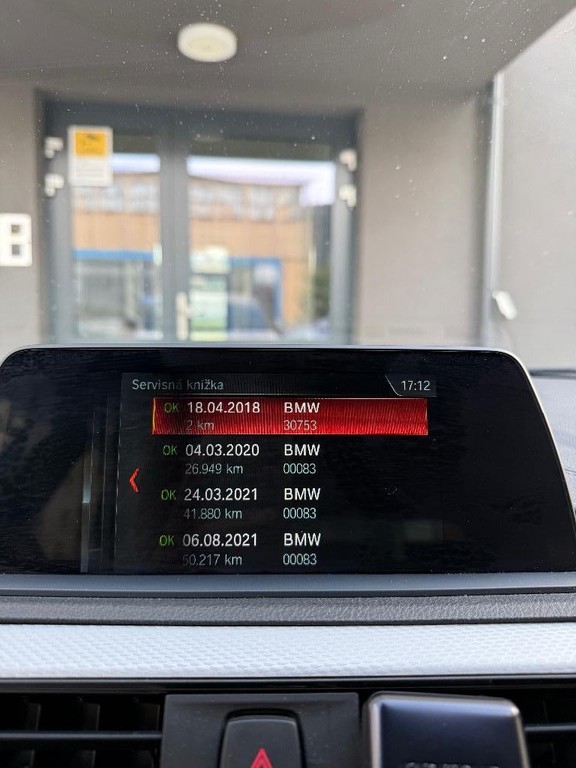 Servisná knížka 17:12
OK 18.04.2018 BMW
2 km 30753
OK 04.03.2020 BMW
26.949 km 00083
OK 24.03.2021 BMW
41.880 km 00083
OK 06.08.2021 BMW
50.217 km 00083